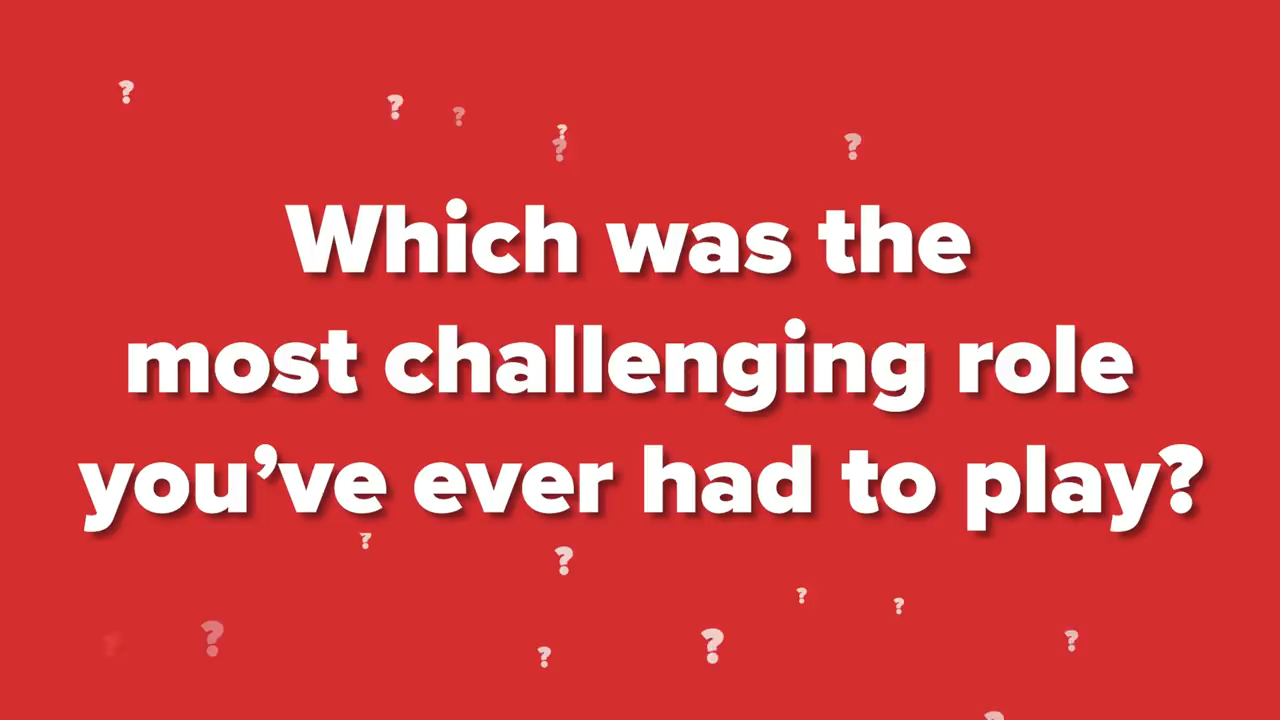 Which was the
most challenging role
you’ve ever had to play?